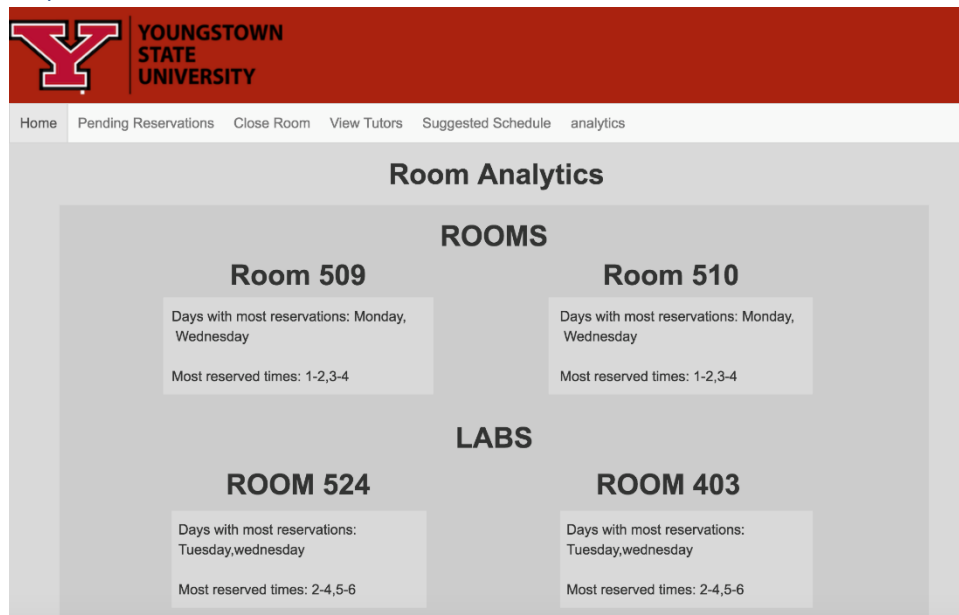 YOUNGSTOWN
STATE
UNIVERSITY
Home Pending Reservations Close Room View Tutors Suggested Schedule analytics
Room Analytics
ROOMS
Room 509 Room 510
Days with most reservations: Monday,
Wednesday
Most reserved times: 1-2,3-4
Days with most reservations: Monday,
Wednesday
Most reserved times: 1-2,3-4
LABS
ROOM 524 ROOM 403
Days with most reservations:
Tuesday,wednesday
Most reserved times: 2-4,5-6
Days with most reservations:
Tuesday,wednesday
Most reserved times: 2-4,5-6